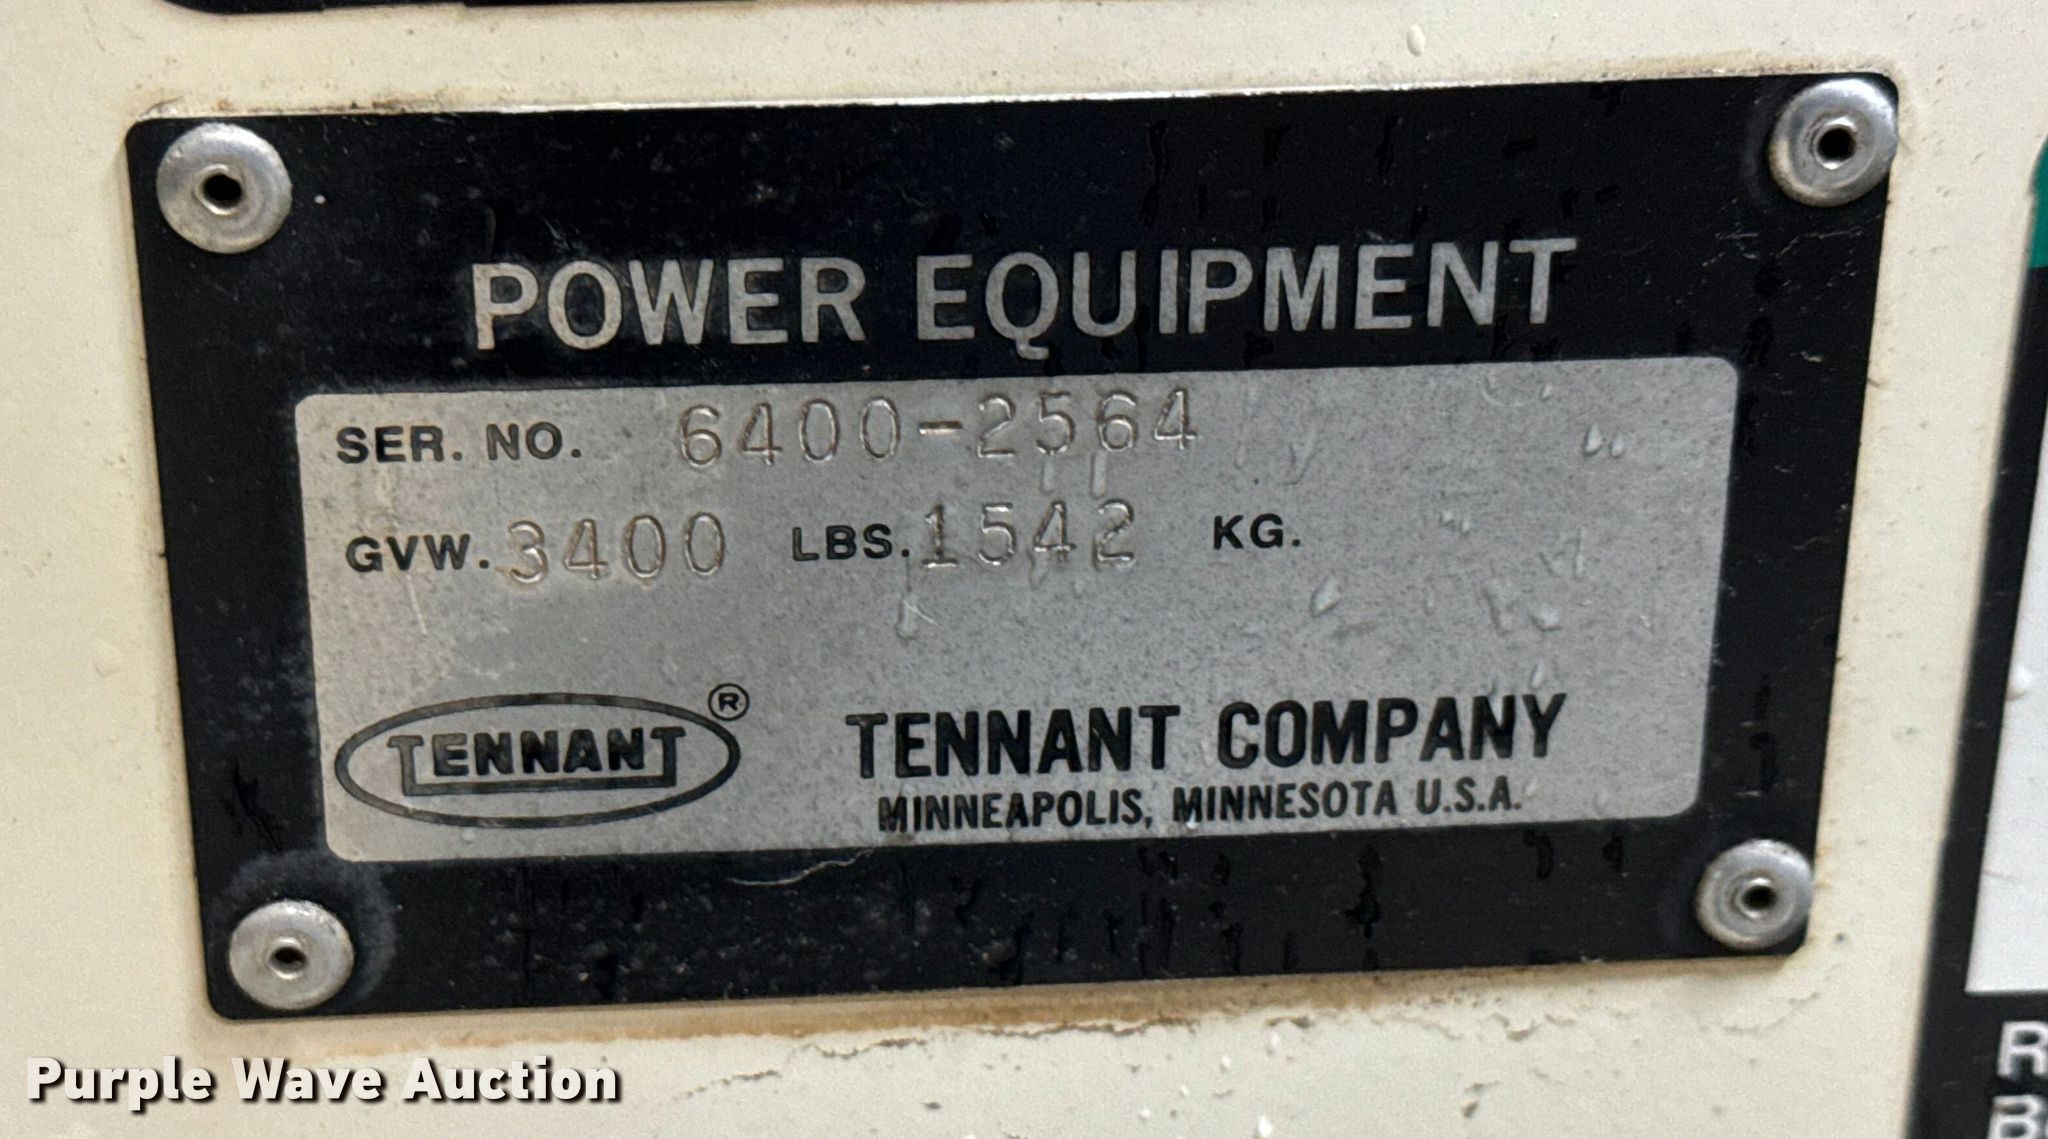 POWER EQUIPMENT
SER. NO. 6400-2564
GVW. 3400 LBS. 1542 KG.
TENNANT ®
TENNANT COMPANY
MINNEAPOLIS, MINNESOTA U.S.A.
Purple Wave Auction